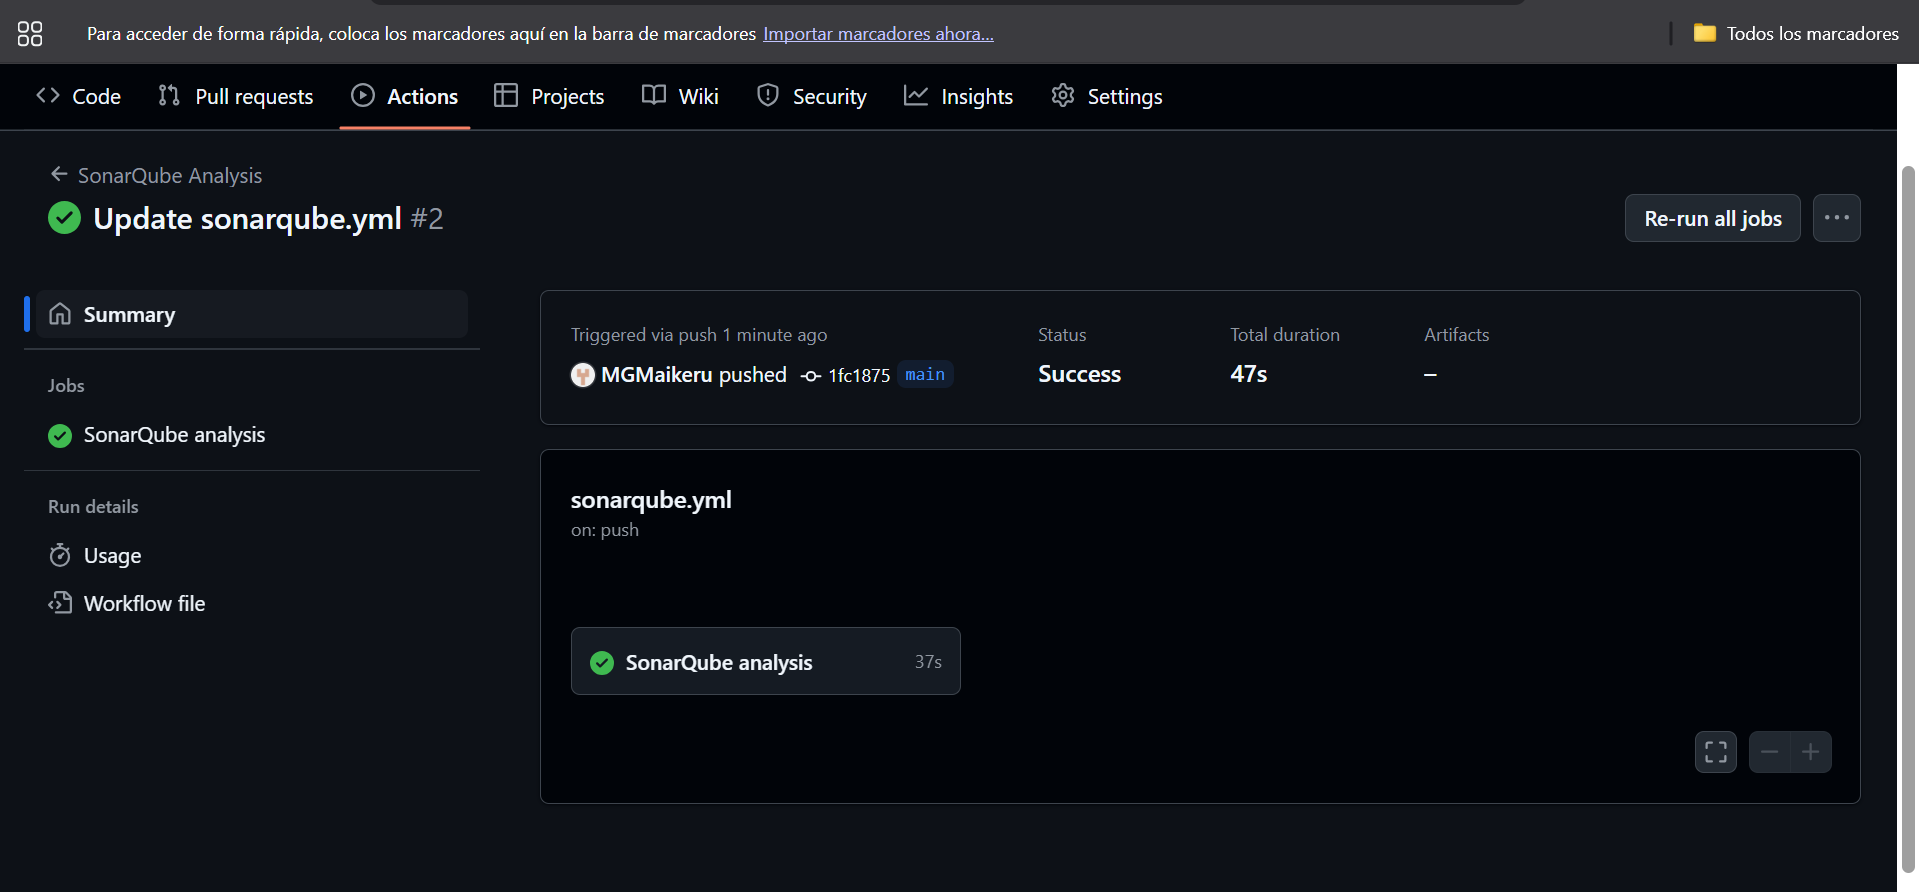 Para acceder de forma rápida, coloca los marcadores aquí en la barra de marcadores Importar marcadores ahora... Todos los marcadores
Code Pull requests Actions Projects Wiki Security Insights Settings
SonarQube Analysis
Update sonarqube.yml #2
Re-run all jobs
Summary
Jobs
SonarQube analysis
Run details
Usage
Workflow file
Triggered via push 1 minute ago
MGMaikeru pushed 1fc1875 main
Status
Success
Total duration
47s
Artifacts
–
sonarqube.yml
on: push
SonarQube analysis 37s